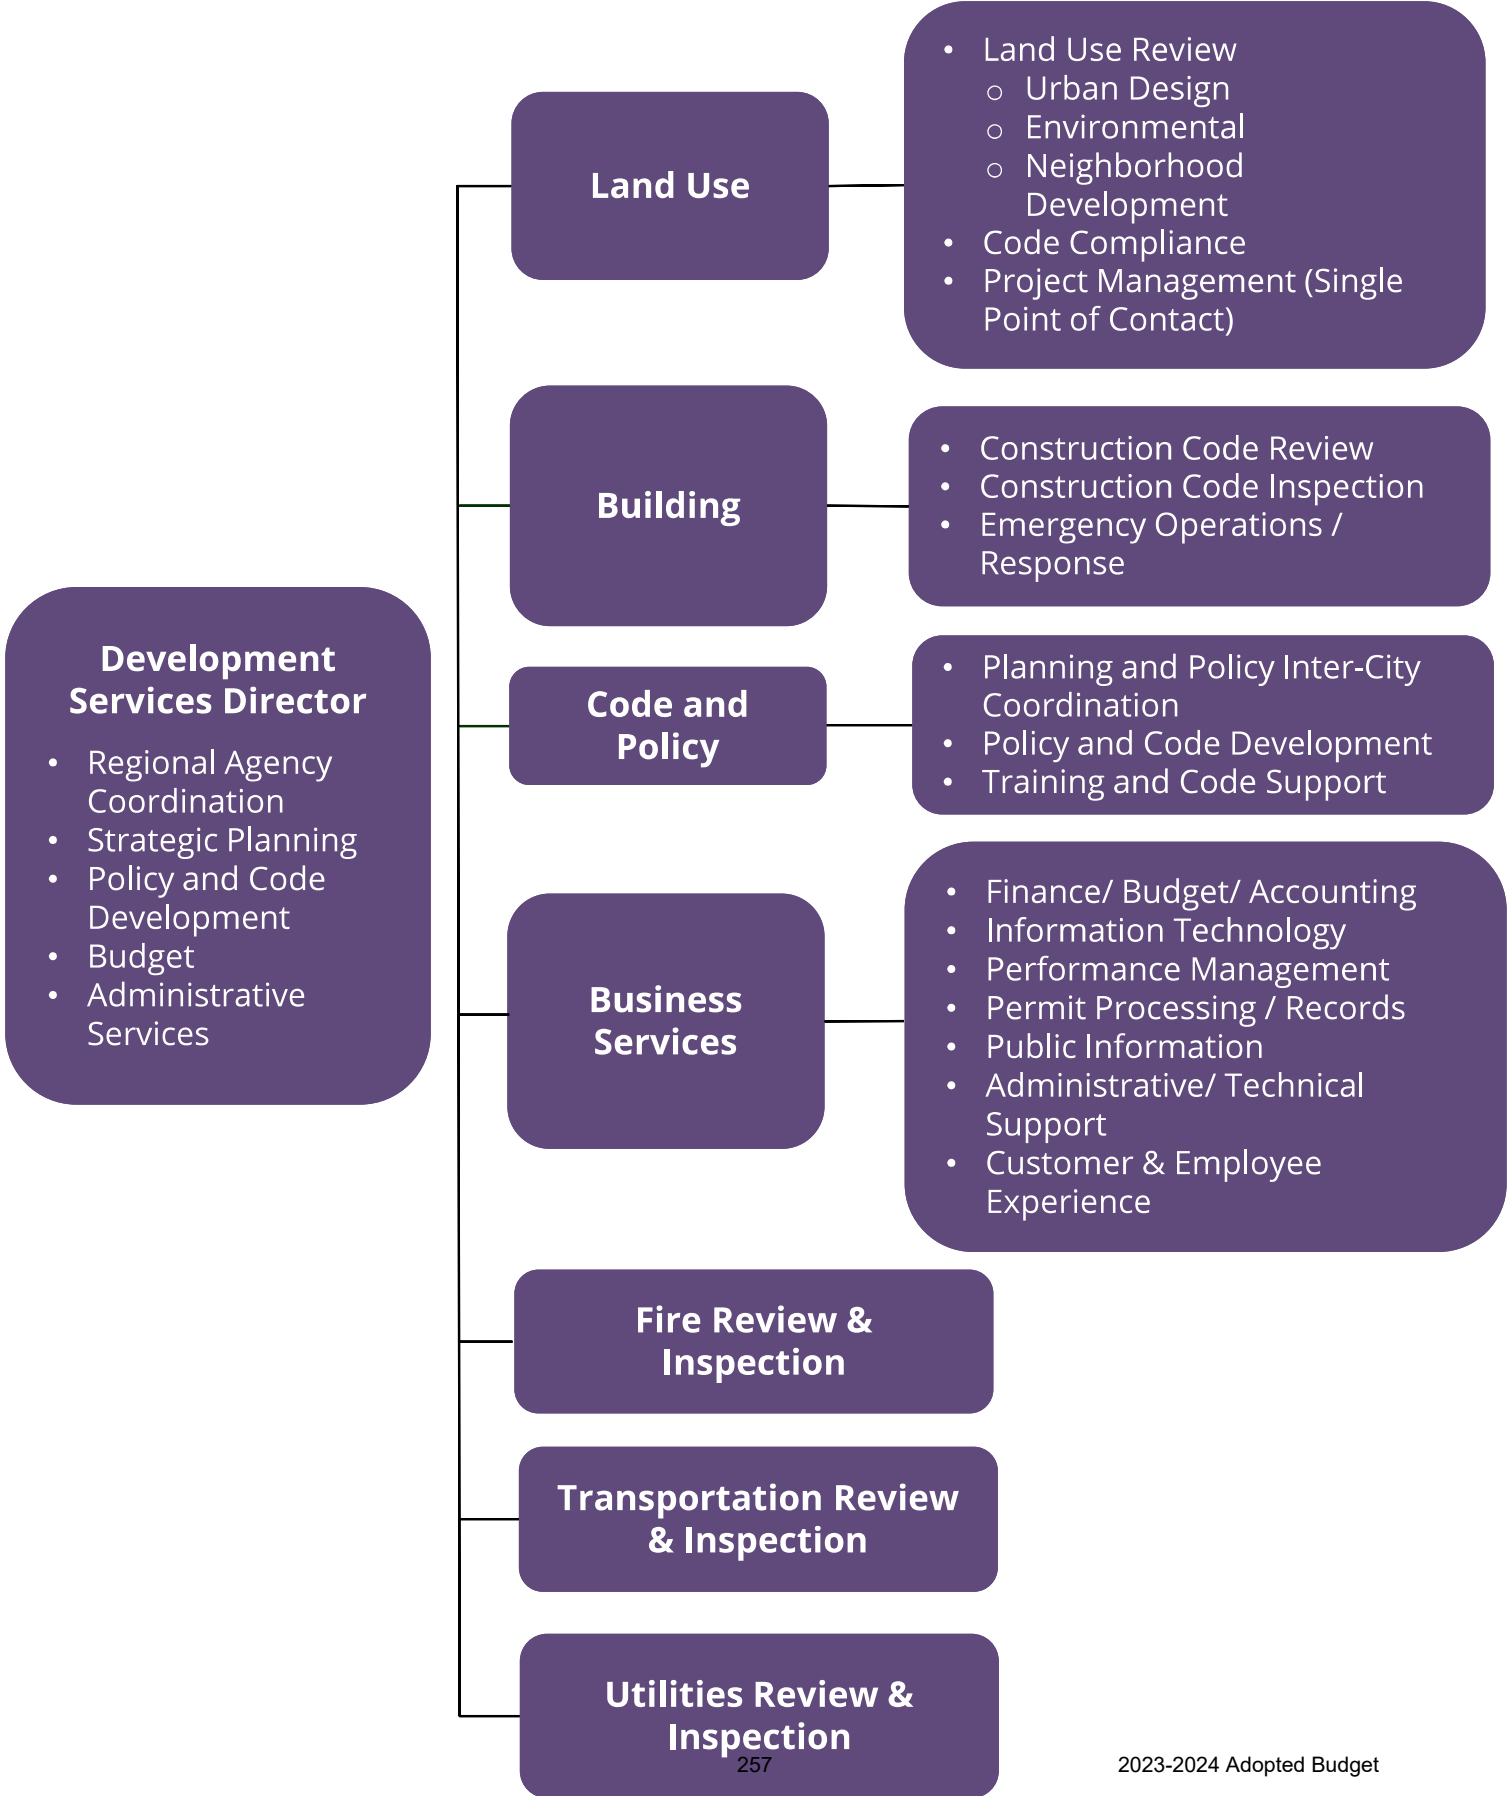 Development
Services Director
• Regional Agency
Coordination
• Strategic Planning
• Policy and Code
Development
• Budget
• Administrative
Services
Land Use
• Land Use Review
o Urban Design
o Environmental
o Neighborhood
Development
• Code Compliance
• Project Management (Single
Point of Contact)
Building
• Construction Code Review
• Construction Code Inspection
• Emergency Operations /
Response
Code and
Policy
• Planning and Policy Inter-City
Coordination
• Policy and Code Development
• Training and Code Support
Business
Services
• Finance/ Budget/ Accounting
• Information Technology
• Performance Management
• Permit Processing / Records
• Public Information
• Administrative/ Technical
Support
• Customer & Employee
Experience
Fire Review &
Inspection
Transportation Review
& Inspection
Utilities Review &
Inspection
257
2023-2024 Adopted Budget